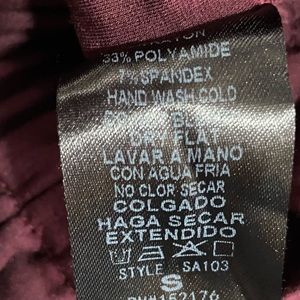 33% POLYAMIDE
7% SPANDEX
HAND WASH COLD
DRY FLAT
LAVAR A MANO
CON AGUA FRIA
NO CLOR SECAR
COLGADO
HAGA SECAR
EXTENDIDO
STYLE SA103
S